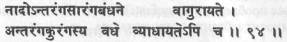 नादोऽन्तरंगसारंगबंधने वागुरायते ।
अन्तरंगकुरंगस्य वधे व्याधायतेऽपि च ॥ ९४ ॥